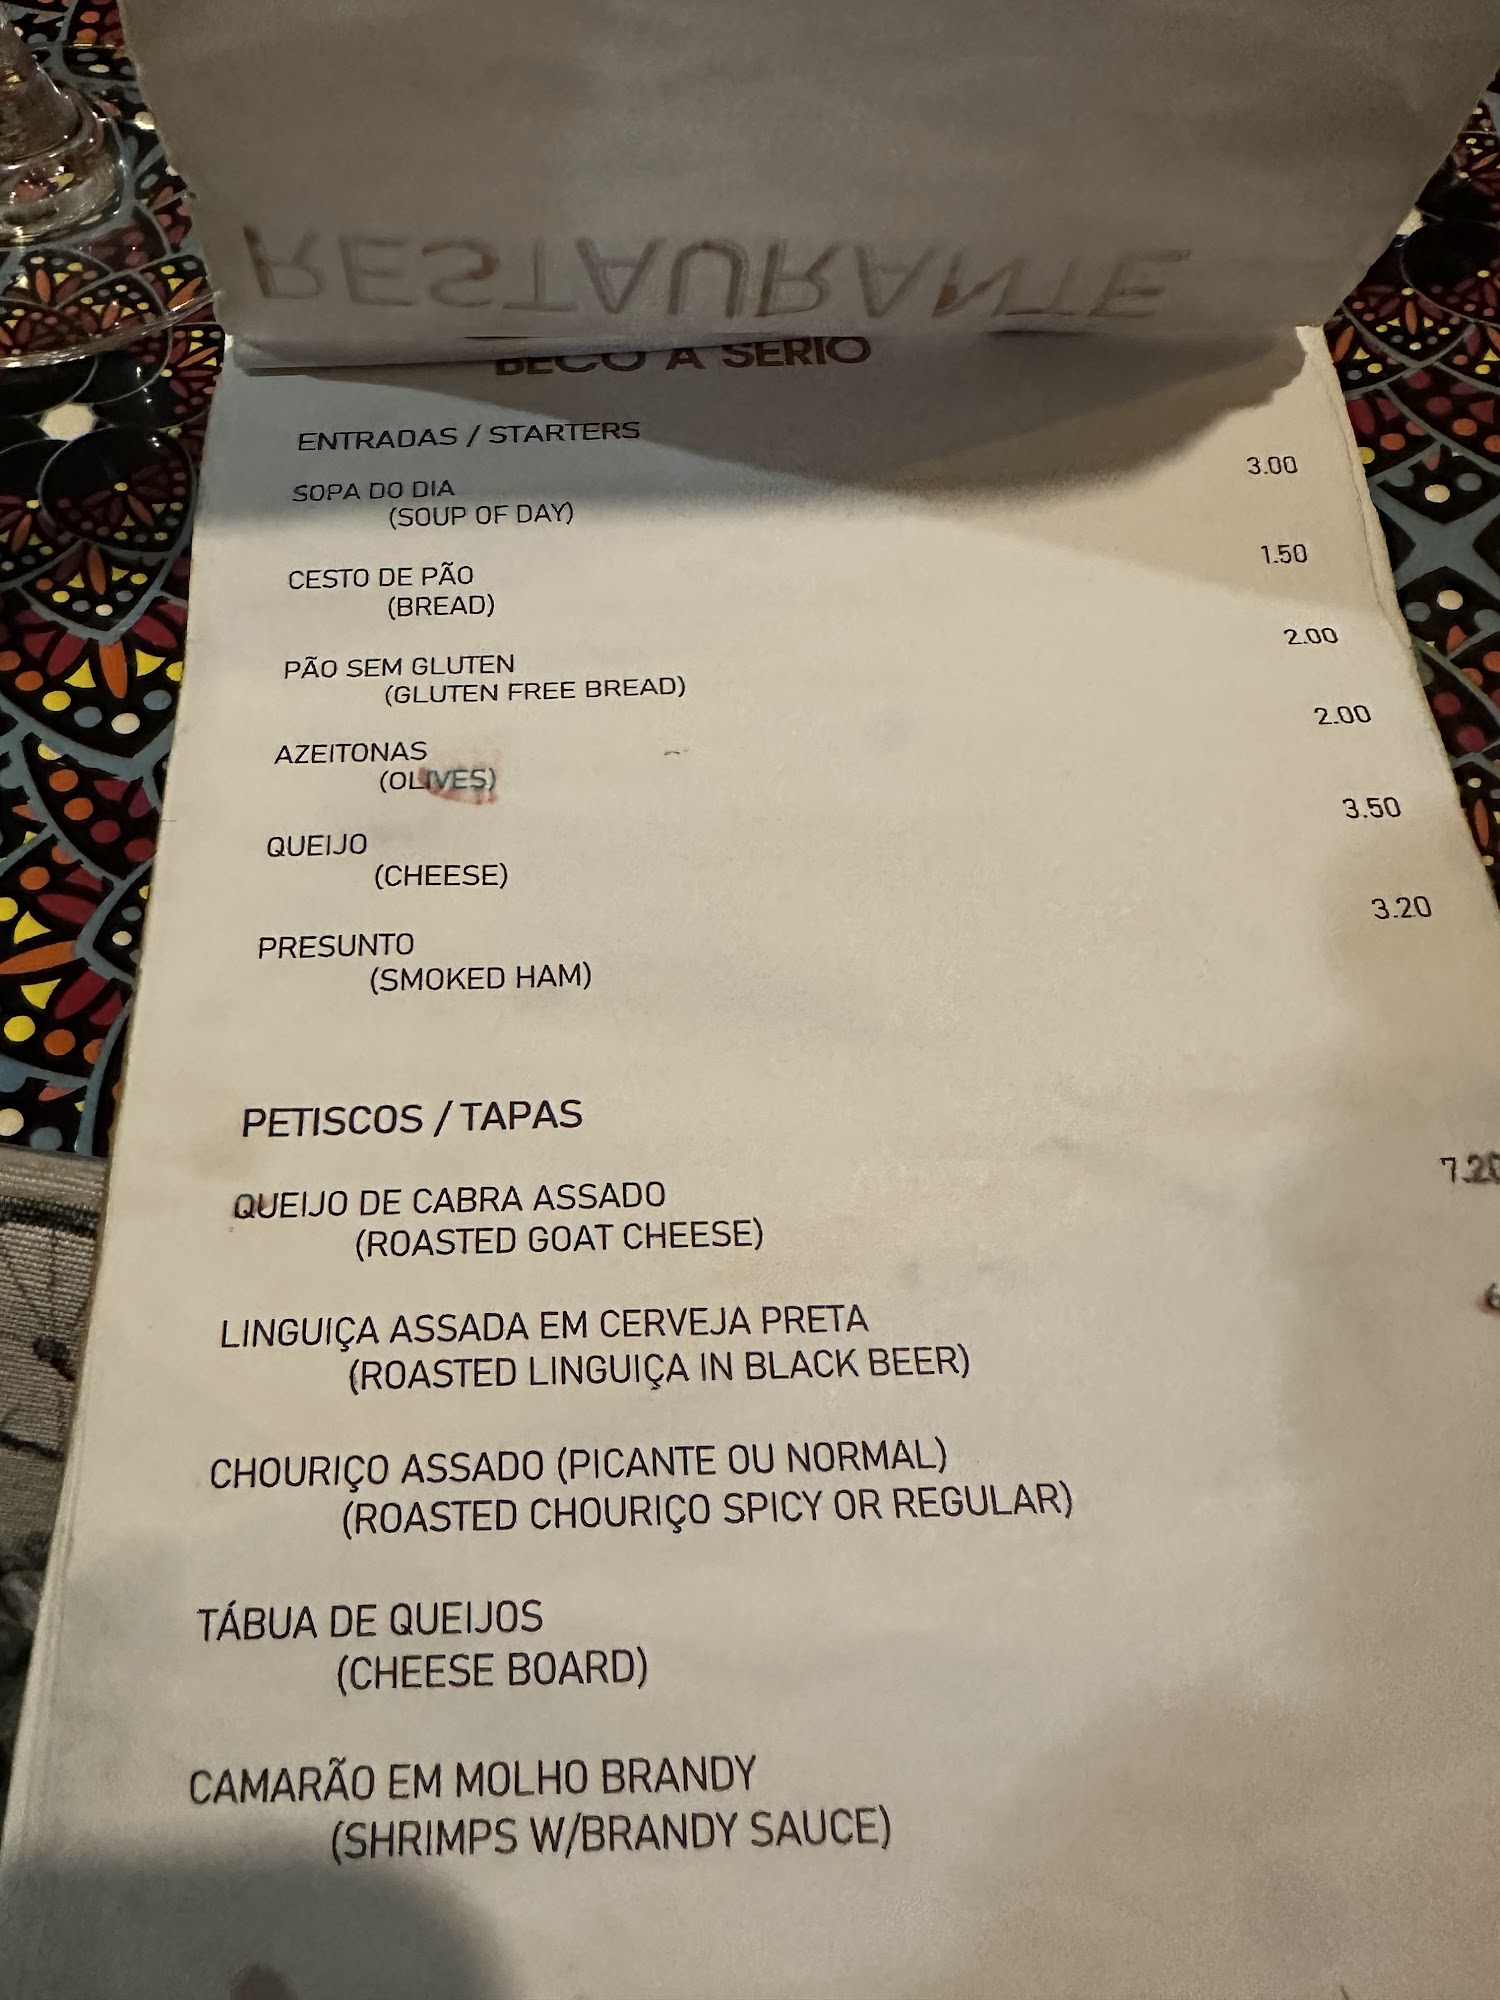 RESTAURANTE
BECO A SERIO
ENTRADAS / STARTERS
SOPA DO DIA 3.00
(SOUP OF DAY)
CESTO DE PÃO 1.50
(BREAD)
PÃO SEM GLUTEN 2.00
(GLUTEN FREE BREAD)
AZEITONAS 2.00
(OLIVES)
QUEIJO 3.50
(CHEESE)
PRESUNTO 3.20
(SMOKED HAM)
PETISCOS / TAPAS
QUEIJO DE CABRA ASSADO 7.20
(ROASTED GOAT CHEESE)
LINGUIÇA ASSADA EM CERVEJA PRETA
(ROASTED LINGUIÇA IN BLACK BEER)
CHOURIÇO ASSADO (PICANTE OU NORMAL)
(ROASTED CHOURIÇO SPICY OR REGULAR)
TÁBUA DE QUEIJOS
(CHEESE BOARD)
CAMARÃO EM MOLHO BRANDY
(SHRIMPS W/BRANDY SAUCE)